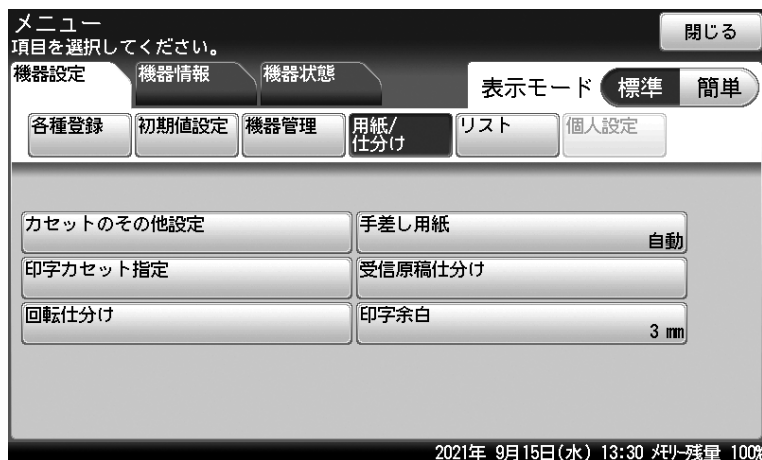 メニュー
閉じる
項目を選択してください。
機器設定
機器情報
機器状態
表示モード
標準
簡単
各種登録
初期値設定
機器管理
用紙/
仕分け
リスト
個人設定
カセットのその他設定
手差し用紙
自動
印字カセット指定
受信原稿仕分け
回転仕分け
印字余白
3 mm
2021年 9月15日(水) 13:30 ﾒﾓﾘｰ残量 100%